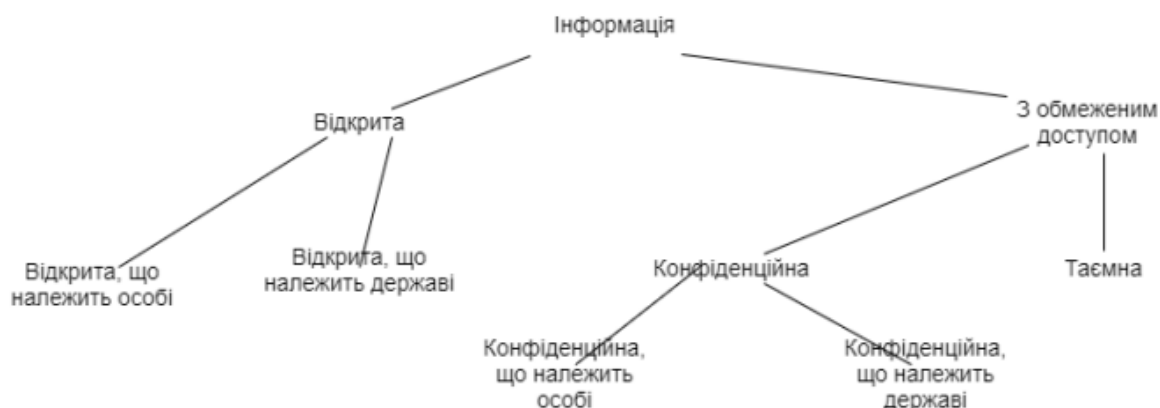 Інформація
Відкрита
З обмеженим
доступом
Відкрита, що
належить особі
Відкрита, що
належить державі
Конфіденційна
Таємна
Конфіденційна,
що належить
особі
Конфіденційна,
що належить
державі